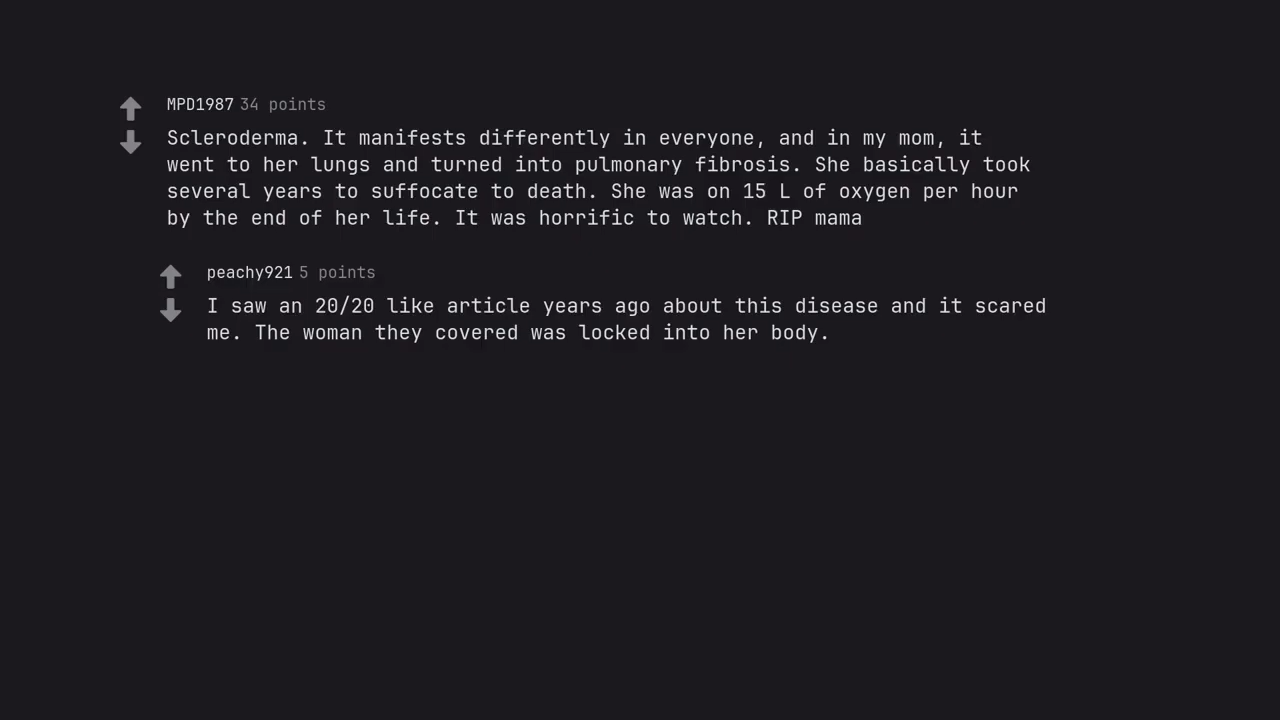 MPD1987 34 points
Scleroderma. It manifests differently in everyone, and in my mom, it
went to her lungs and turned into pulmonary fibrosis. She basically took
several years to suffocate to death. She was on 15 L of oxygen per hour
by the end of her life. It was horrific to watch. RIP mama
peachy921 5 points
I saw an 20/20 like article years ago about this disease and it scared
me. The woman they covered was locked into her body.